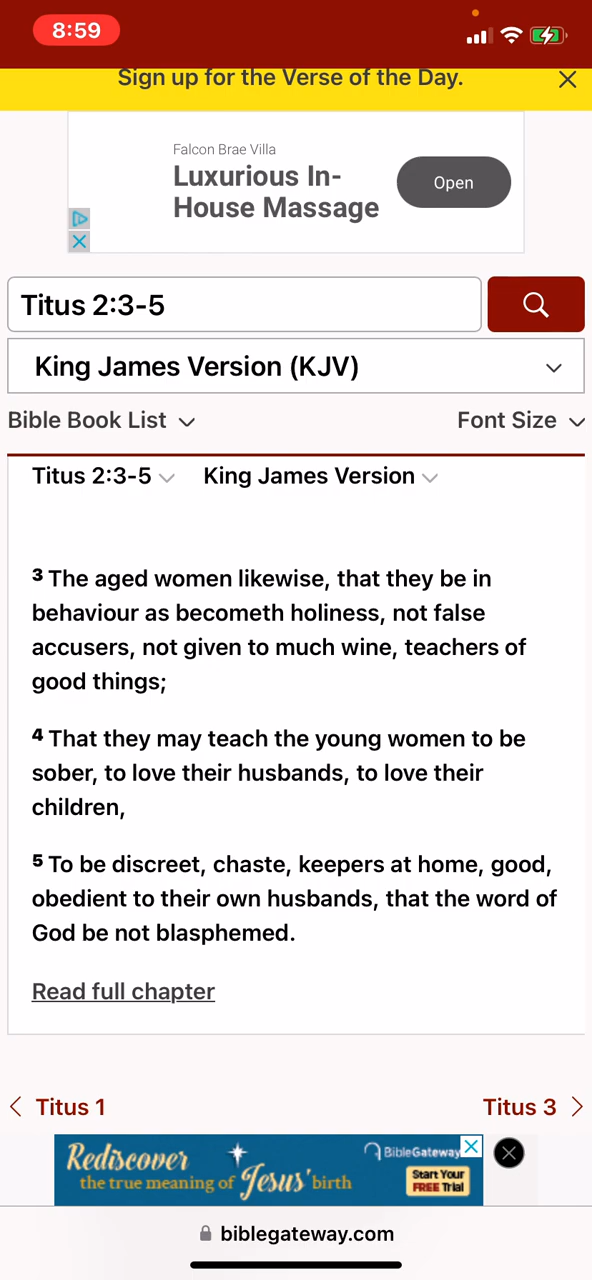 8:59
Sign up for the Verse of the Day.
Falcon Brae Villa
Luxurious In-
House Massage
Open
Titus 2:3-5
King James Version (KJV)
Bible Book List
Font Size
Titus 2:3-5 King James Version
3 The aged women likewise, that they be in
behaviour as becometh holiness, not false
accusers, not given to much wine, teachers of
good things;
4 That they may teach the young women to be
sober, to love their husbands, to love their
children,
5 To be discreet, chaste, keepers at home, good,
obedient to their own husbands, that the word of
God be not blasphemed.
Read full chapter
Titus 1
Titus 3
Rediscover
the true meaning of Jesus' birth
BibleGateway
Start Your
FREE Trial
biblegateway.com